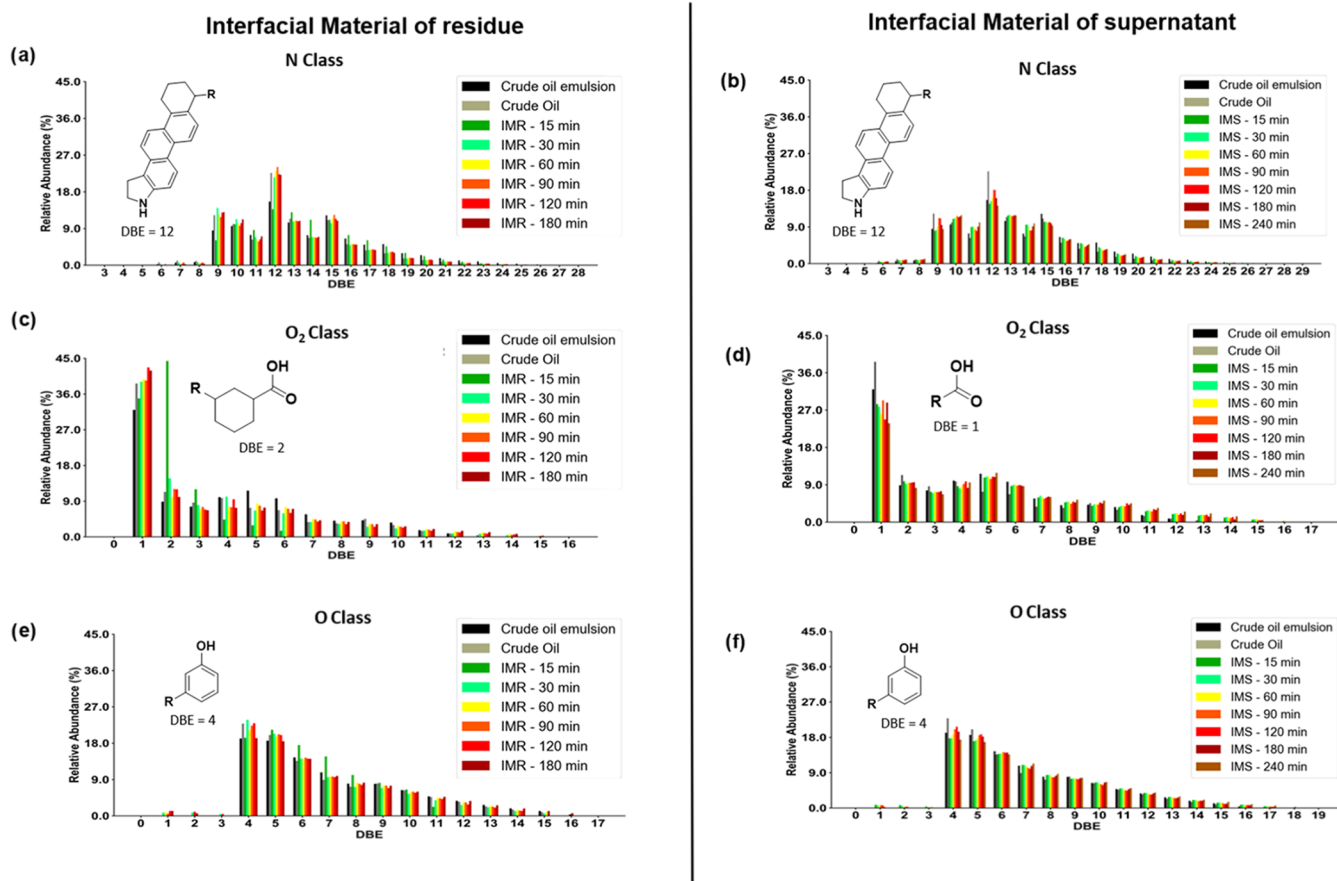 Interfacial Material of residue
(a)
N Class
45.0
36.0
27.0
18.0
9.0
0.0
Relative Abundance (%)
R
NH
DBE = 12
Crude oil emulsion
Crude Oil
IMR - 15 min
IMR - 30 min
IMR - 60 min
IMR - 90 min
IMR - 120 min
IMR - 180 min
3 4 5 6 7 8 9 10 11 12 13 14 15 16 17 18 19 20 21 22 23 24 25 26 27 28
DBE
(c)
O2 Class
45.0
36.0
27.0
18.0
9.0
0.0
Relative Abundance (%)
R
OH
O
DBE = 2
Crude oil emulsion
Crude Oil
IMR - 15 min
IMR - 30 min
IMR - 60 min
IMR - 90 min
IMR - 120 min
IMR - 180 min
0 1 2 3 4 5 6 7 8 9 10 11 12 13 14 15 16
DBE
(e)
O Class
45.0
36.0
27.0
18.0
9.0
0.0
Relative Abundance (%)
OH
R
DBE = 4
Crude oil emulsion
Crude Oil
IMR - 15 min
IMR - 30 min
IMR - 60 min
IMR - 90 min
IMR - 120 min
IMR - 180 min
0 1 2 3 4 5 6 7 8 9 10 11 12 13 14 15 16 17
DBE
Interfacial Material of supernatant
(b)
N Class
45.0
36.0
27.0
18.0
9.0
0.0
Relative Abundance (%)
R
NH
DBE = 12
Crude oil emulsion
Crude Oil
IMS - 15 min
IMS - 30 min
IMS - 60 min
IMS - 90 min
IMS - 120 min
IMS - 180 min
IMS - 240 min
3 4 5 6 7 8 9 10 11 12 13 14 15 16 17 18 19 20 21 22 23 24 25 26 27 28 29
DBE
(d)
O2 Class
45.0
36.0
27.0
18.0
9.0
0.0
Relative Abundance (%)
OH
R
O
DBE = 1
Crude oil emulsion
Crude Oil
IMS - 15 min
IMS - 30 min
IMS - 60 min
IMS - 90 min
IMS - 120 min
IMS - 180 min
IMS - 240 min
0 1 2 3 4 5 6 7 8 9 10 11 12 13 14 15 16 17
DBE
(f)
O Class
45.0
36.0
27.0
18.0
9.0
0.0
Relative Abundance (%)
OH
R
DBE = 4
Crude oil emulsion
Crude Oil
IMS - 15 min
IMS - 30 min
IMS - 60 min
IMS - 90 min
IMS - 120 min
IMS - 180 min
IMS - 240 min
0 1 2 3 4 5 6 7 8 9 10 11 12 13 14 15 16 17 18 19
DBE